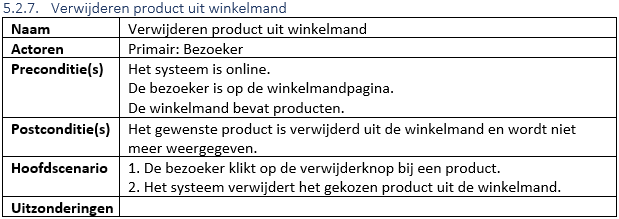 5.2.7. Verwijderen product uit winkelmand
Naam Verwijderen product uit winkelmand
Actoren Primair: Bezoeker
Preconditie(s) Het systeem is online.
De bezoeker is op de winkelmandpagina.
De winkelmand bevat producten.
Postconditie(s) Het gewenste product is verwijderd uit de winkelmand en wordt niet
meer weergegeven.
Hoofdscenario 1. De bezoeker klikt op de verwijderknop bij een product.
2. Het systeem verwijdert het gekozen product uit de winkelmand.
Uitzonderingen